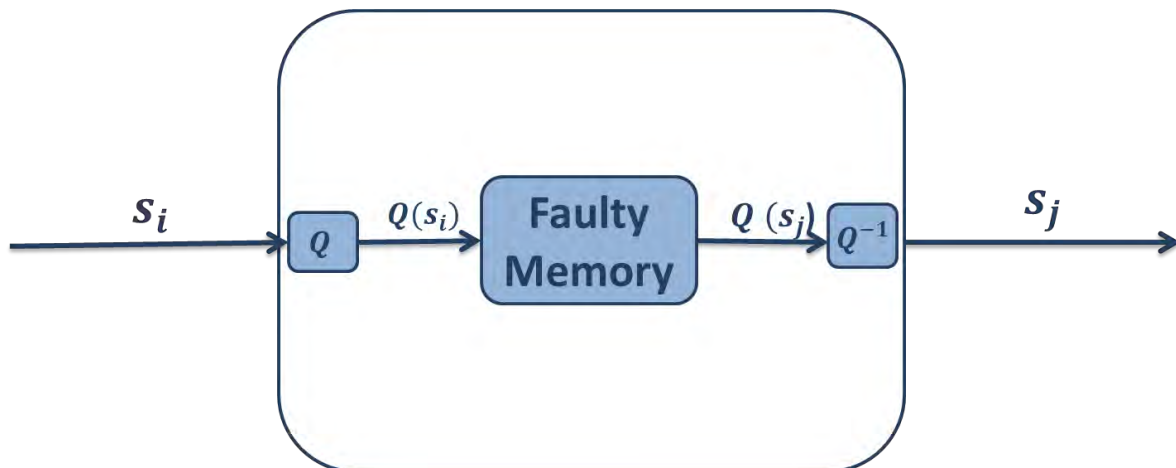 s_i
Q
Q(s_i)
Faulty
Memory
Q (s_j)
Q^{-1}
s_j